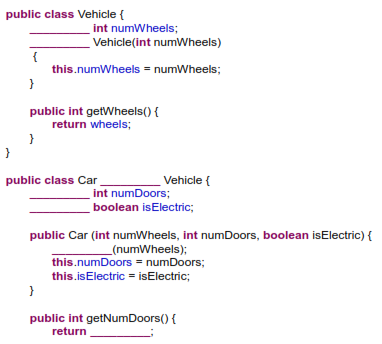 public class Vehicle {
_________ int numWheels;
_________ Vehicle(int numWheels)
{
this.numWheels = numWheels;
}
public int getWheels() {
return wheels;
}
}
public class Car _________ Vehicle {
_________ int numDoors;
_________ boolean isElectric;
public Car (int numWheels, int numDoors, boolean isElectric) {
_________(numWheels);
this.numDoors = numDoors;
this.isElectric = isElectric;
}
public int getNumDoors() {
return _________;